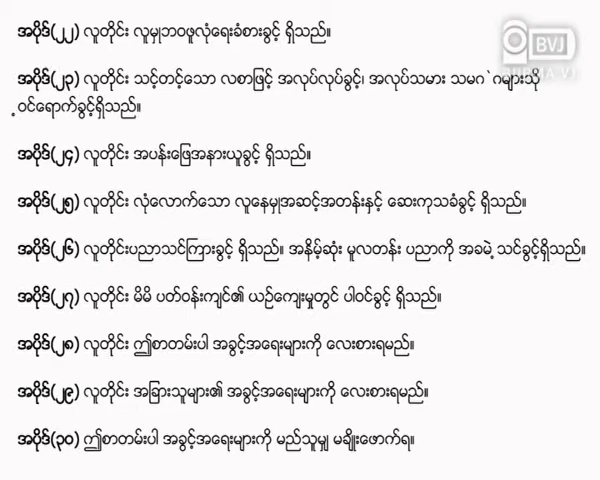 BVJ
BURMA VJ
အပိုဒ်(၂၂) လူတိုင်း လူမှုဘဝဖူလုံရေးခံစားခွင့် ရှိသည်။
အပိုဒ်(၂၃) လူတိုင်း သင့်တင့်သော လစာဖြင့် အလုပ်လုပ်ခွင့်၊ အလုပ်သမား သမဂ်ဂများသို
့ဝင်ရောက်ခွင့်ရှိသည်။
အပိုဒ်(၂၄) လူတိုင်း အပန်းဖြေအနားယူခွင့် ရှိသည်။
အပိုဒ်(၂၅) လူတိုင်း လုံလောက်သော လူနေမှုအဆင့်အတန်းနှင့် ဆေးကုသခံခွင့် ရှိသည်။
အပိုဒ်(၂၆) လူတိုင်းပညာသင်ကြားခွင့် ရှိသည်။ အနိမ့်ဆုံး မူလတန်း ပညာကို အခမဲ့ သင်ခွင့်ရှိသည်။
အပိုဒ်(၂၇) လူတိုင်း မိမိ ပတ်ဝန်းကျင်၏ ယဉ်ကျေးမှုတွင် ပါဝင်ခွင့် ရှိသည်။
အပိုဒ်(၂၈) လူတိုင်း ဤစာတမ်းပါ အခွင့်အရေးများကို လေးစားရမည်။
အပိုဒ်(၂၉) လူတိုင်း အခြားသူများ၏ အခွင့်အရေးများကို လေးစားရမည်။
အပိုဒ်(၃၀) ဤစာတမ်းပါ အခွင့်အရေးများကို မည်သူမျှ မချိုးဖောက်ရ။